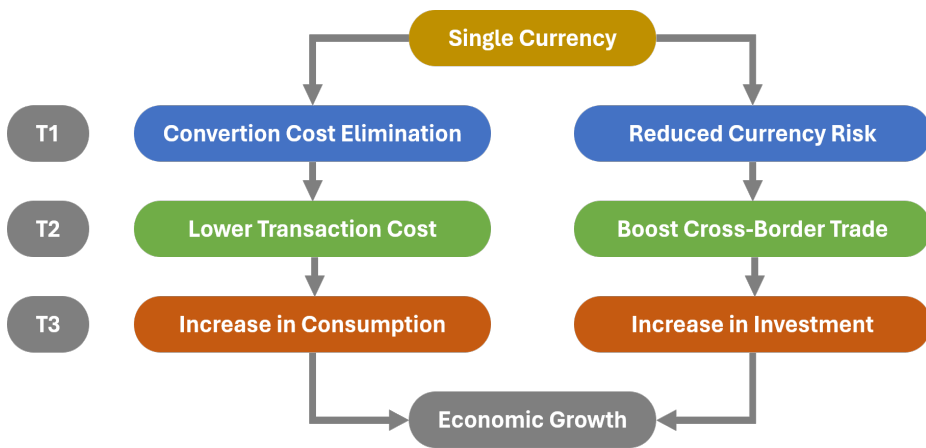 Single Currency
T1
Convertion Cost Elimination
Reduced Currency Risk
T2
Lower Transaction Cost
Boost Cross-Border Trade
T3
Increase in Consumption
Increase in Investment
Economic Growth